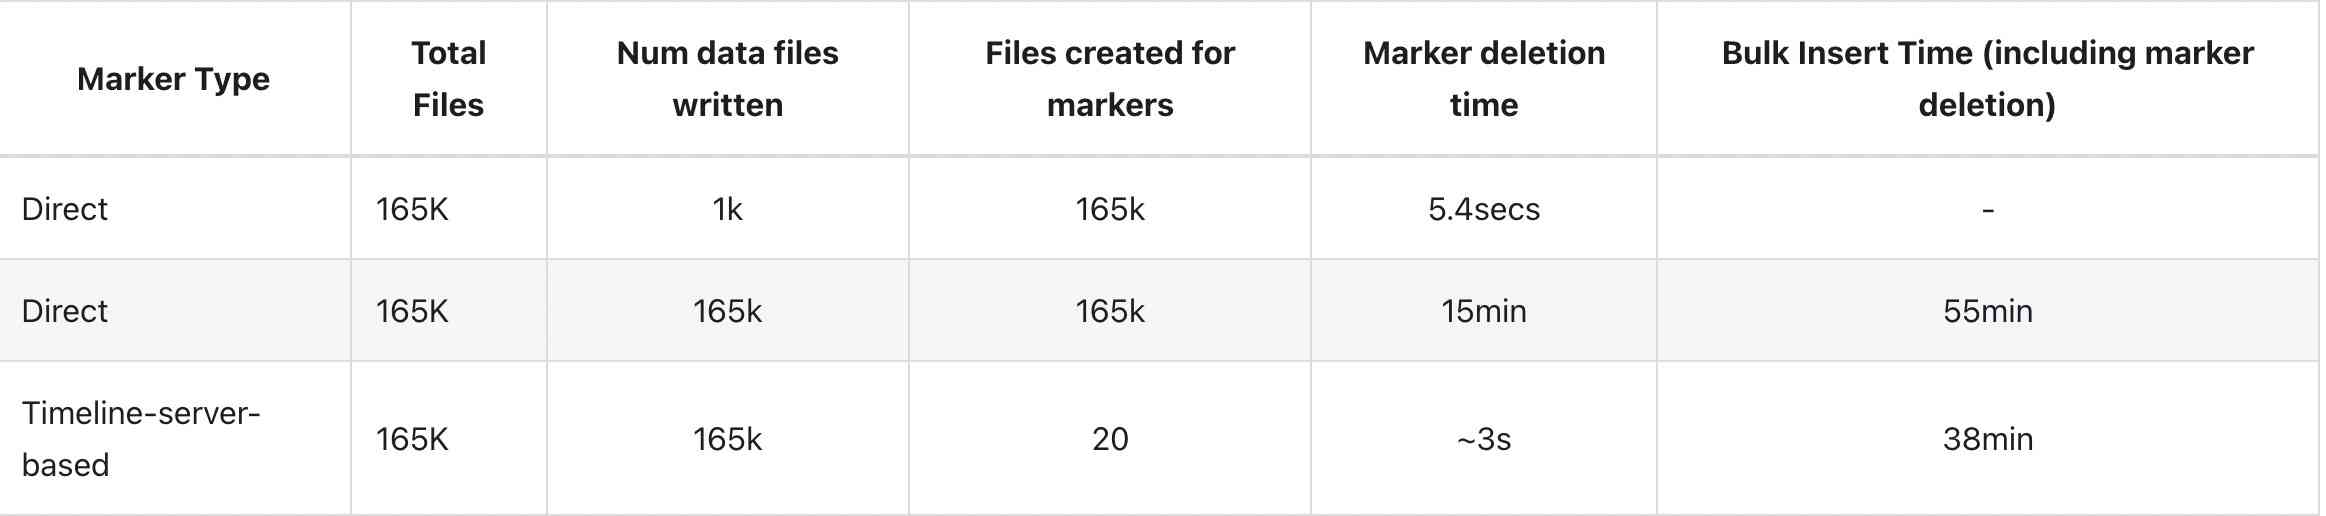 Marker Type
Total
Files
Num data files
written
Files created for
markers
Marker deletion
time
Bulk Insert Time (including marker
deletion)
Direct
165K
1k
165k
5.4secs
-
Direct
165K
165k
165k
15min
55min
Timeline-server-
based
165K
165k
20
~3s
38min